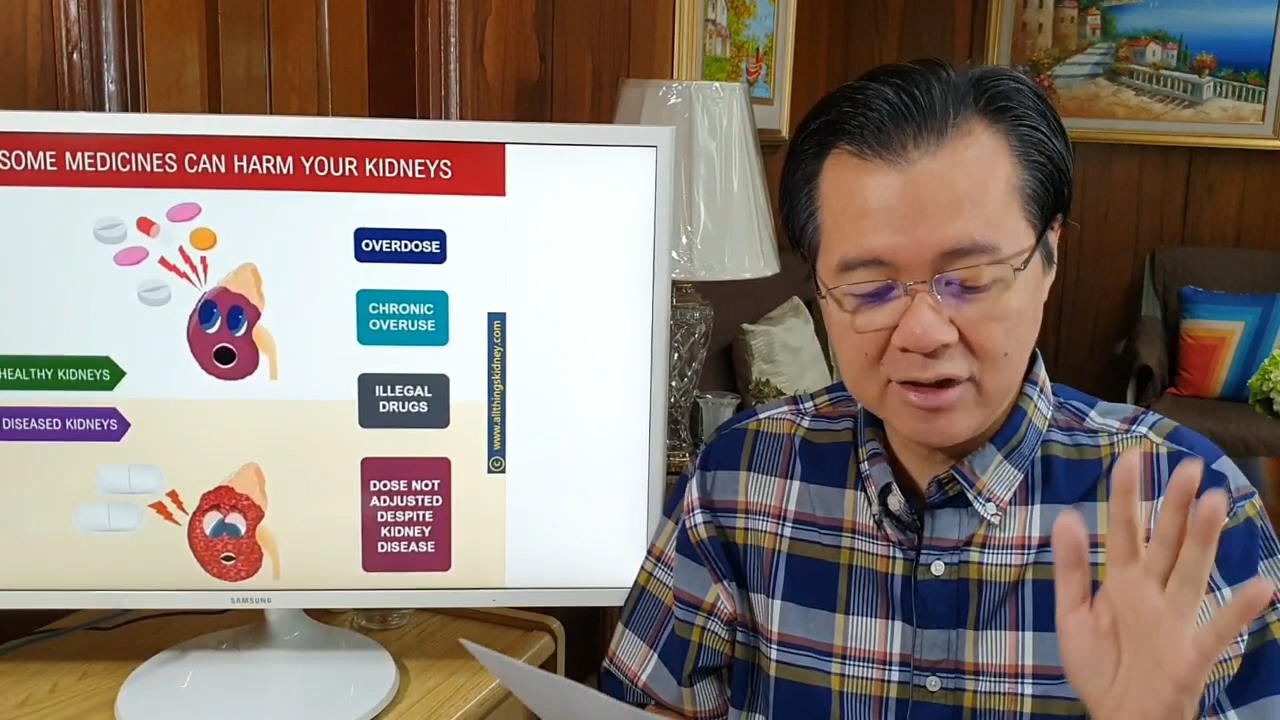 SOME MEDICINES CAN HARM YOUR KIDNEYS
OVERDOSE
CHRONIC
OVERUSE
ILLEGAL
DRUGS
HEALTHY KIDNEYS
DISEASED KIDNEYS
DOSE NOT
ADJUSTED
DESPITE
KIDNEY
DISEASE
© www.allthingskidney.com
SAMSUNG